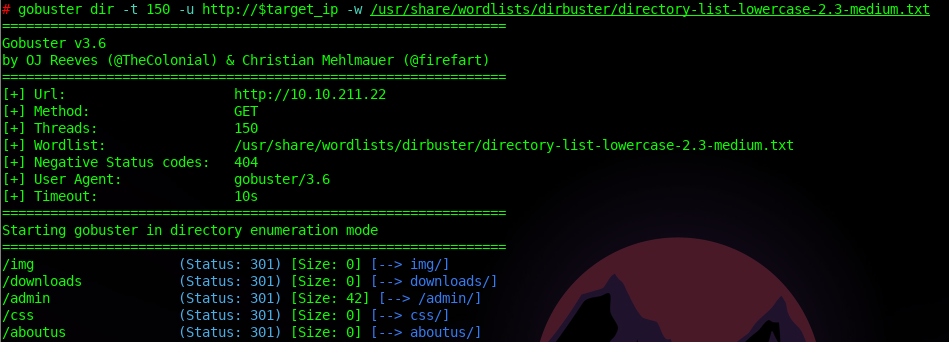 # gobuster dir -t 150 -u http://$target_ip -w /usr/share/wordlists/dirbuster/directory-list-lowercase-2.3-medium.txt
===============================================================
Gobuster v3.6
by OJ Reeves (@TheColonial) & Christian Mehlmauer (@firefart)
===============================================================
[+] Url:                     http://10.10.211.22
[+] Method:                  GET
[+] Threads:                 150
[+] Wordlist:                /usr/share/wordlists/dirbuster/directory-list-lowercase-2.3-medium.txt
[+] Negative Status codes:   404
[+] User Agent:              gobuster/3.6
[+] Timeout:                 10s
===============================================================
Starting gobuster in directory enumeration mode
===============================================================
/img                  (Status: 301) [Size: 0] [--> img/]
/downloads            (Status: 301) [Size: 0] [--> downloads/]
/admin                (Status: 301) [Size: 42] [--> /admin/]
/css                  (Status: 301) [Size: 0] [--> css/]
/aboutus              (Status: 301) [Size: 0] [--> aboutus/]